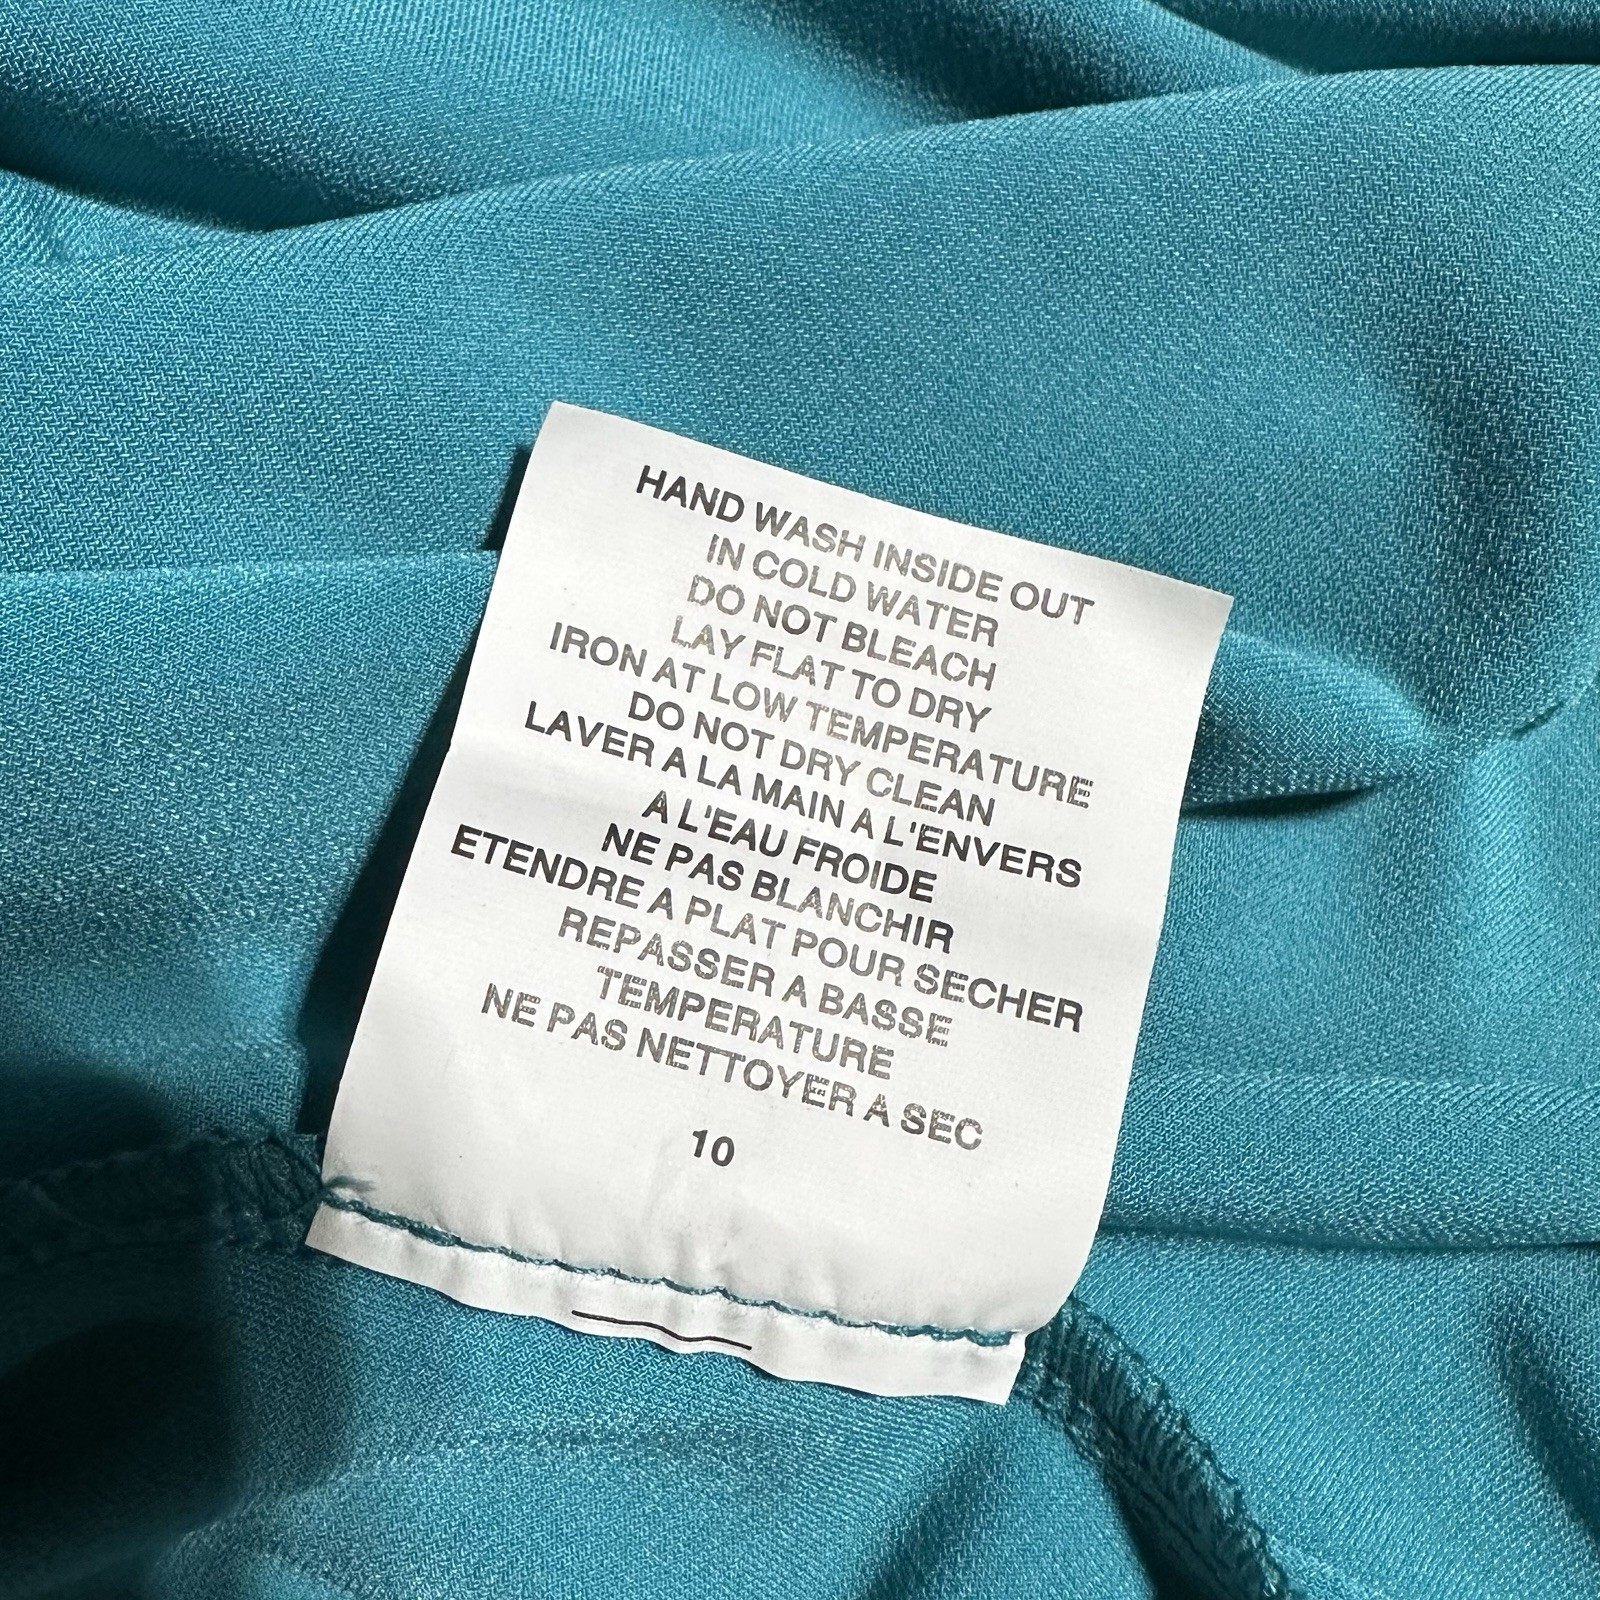 HAND WASH INSIDE OUT
IN COLD WATER
DO NOT BLEACH
LAY FLAT TO DRY
IRON AT LOW TEMPERATURE
DO NOT DRY CLEAN
LAVER A LA MAIN A L'ENVERS
A L'EAU FROIDE
NE PAS BLANCHIR
ETENDRE A PLAT POUR SECHER
REPASSER A BASSE
TEMPERATURE
NE PAS NETTOYER A SEC
10